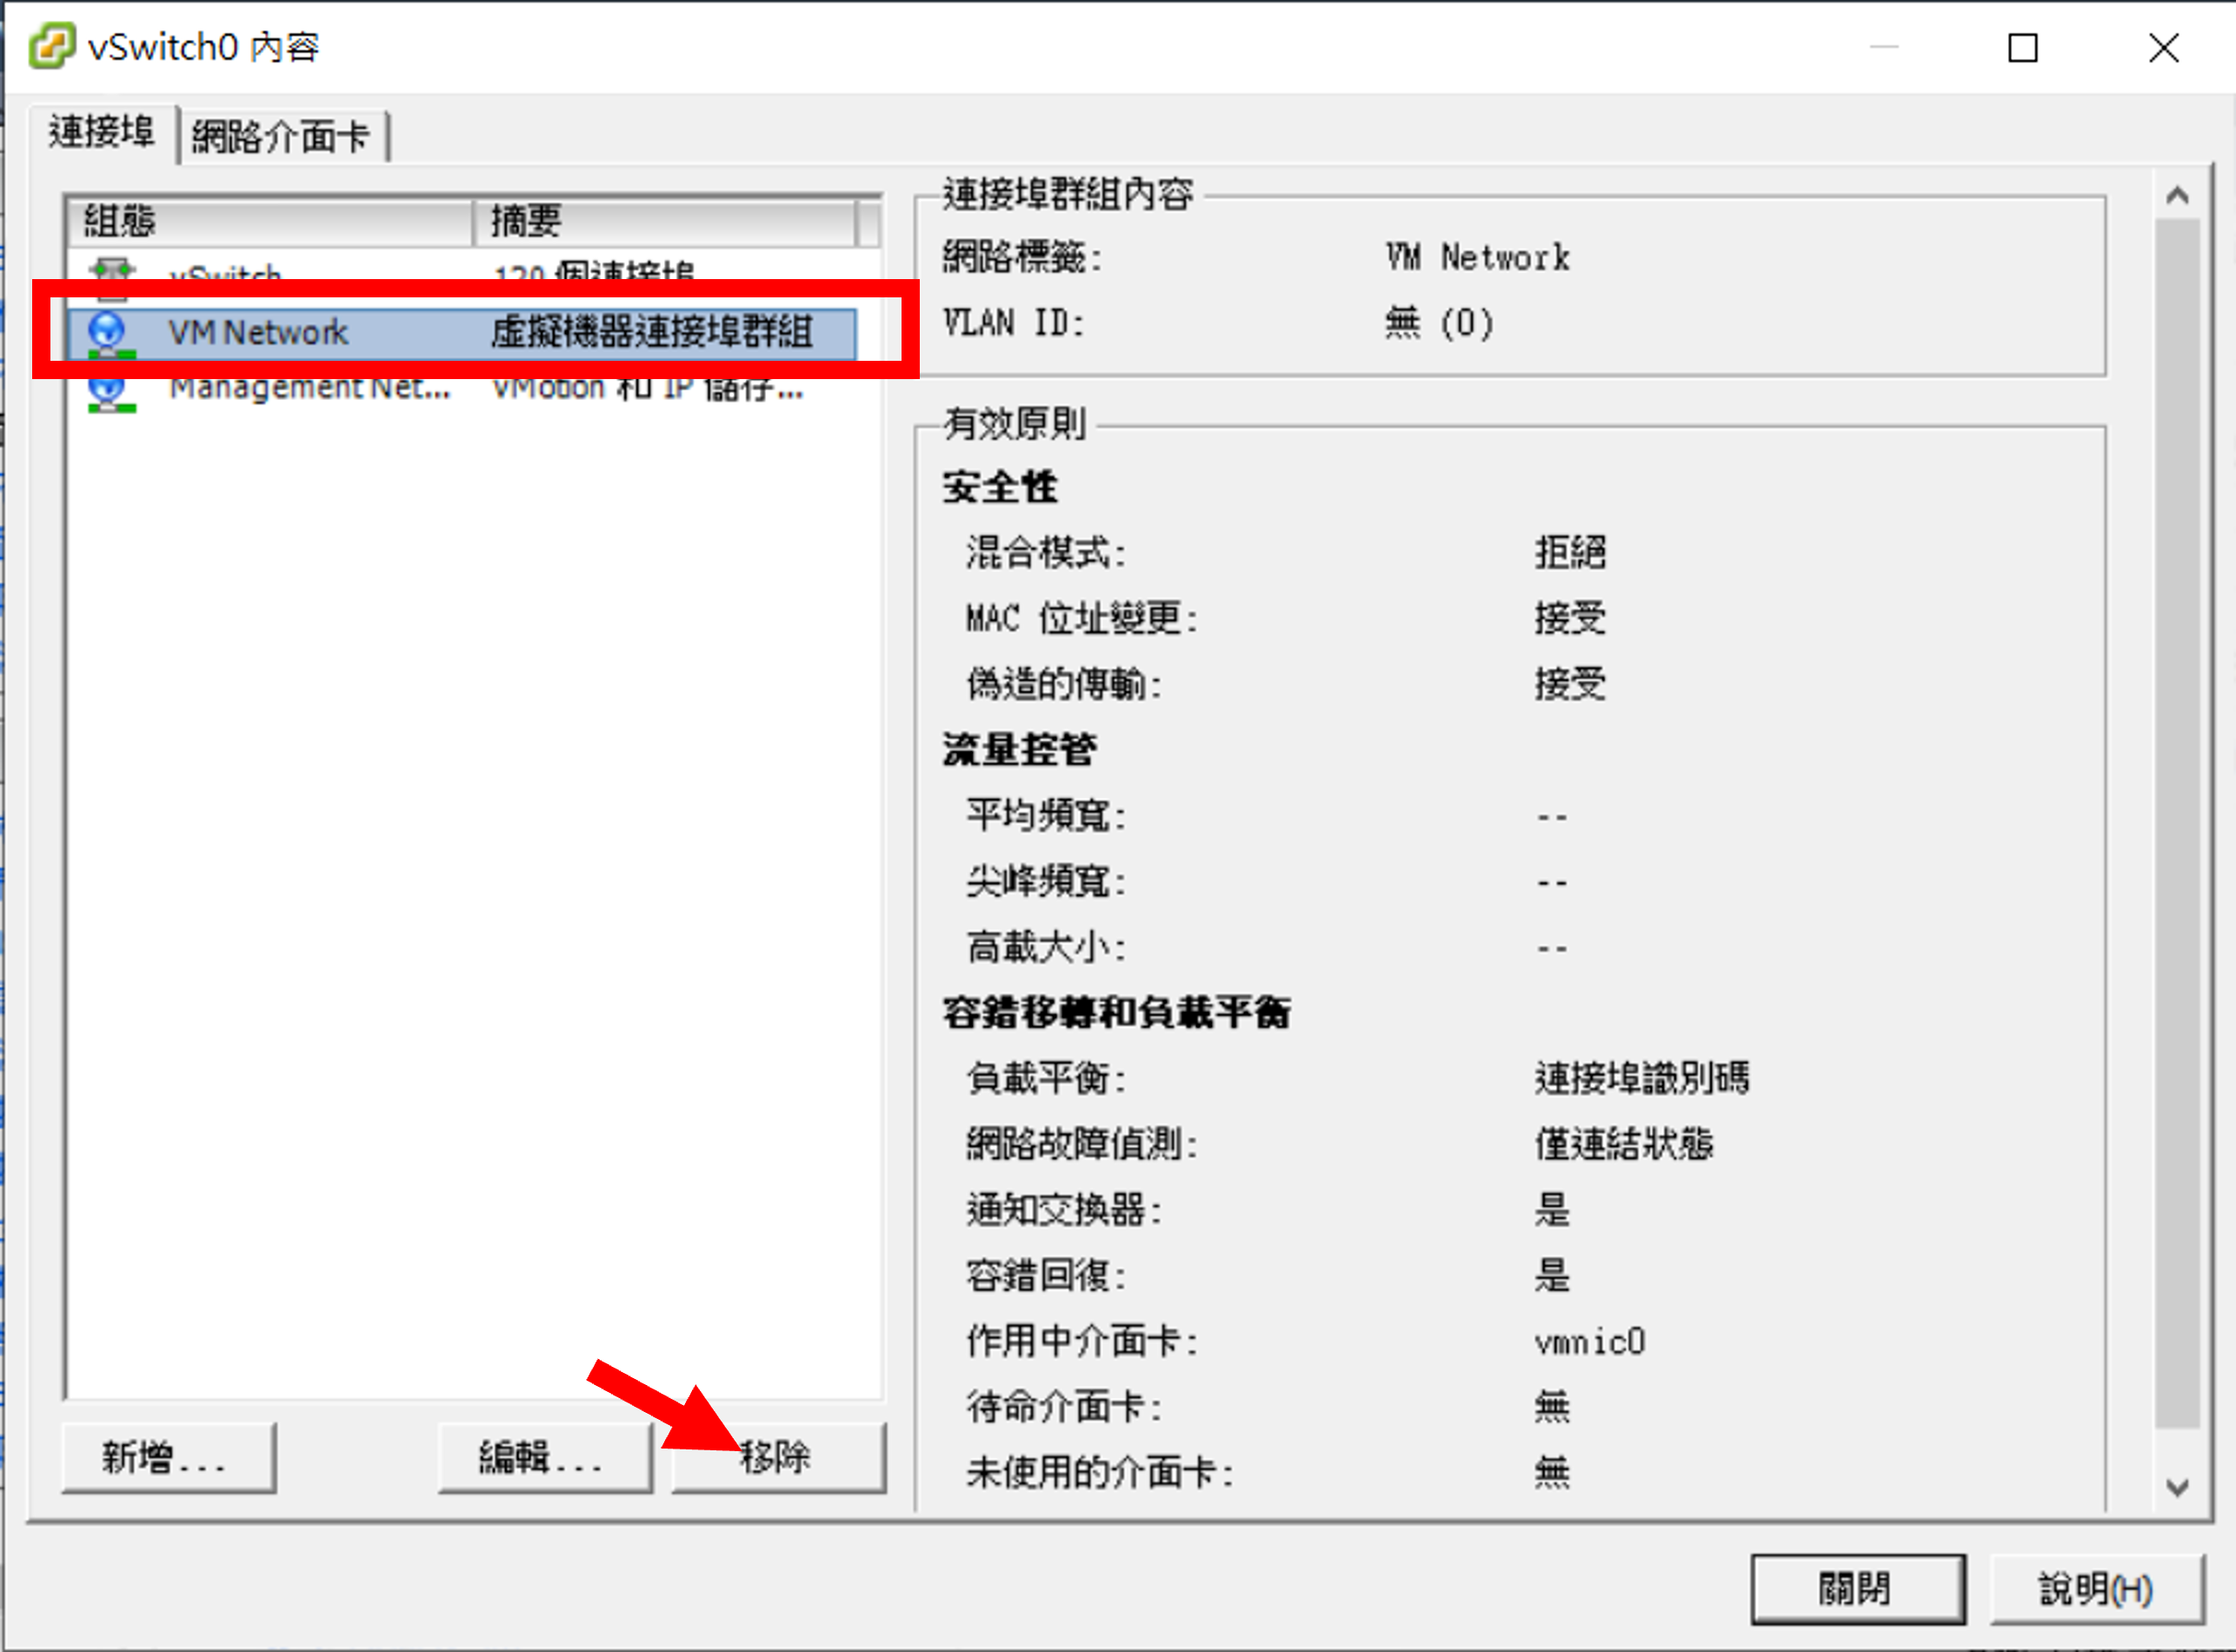 vSwitch0 內容
連接埠 網路介面卡
組態 摘要
vSwitch 120 個連接埠
VM Network 虛擬機器連接埠群組
Management Net... vMotion 和 IP 儲存...
新增... 編輯... 移除
連接埠群組內容
網路標籤: VM Network
VLAN ID: 無 (0)
有效原則
安全性
混合模式: 拒絕
MAC 位址變更: 接受
偽造的傳輸: 接受
流量控管
平均頻寬: --
尖峰頻寬: --
高載大小: --
容錯移轉和負載平衡
負載平衡: 連接埠識別碼
網路故障偵測: 僅連結狀態
通知交換器: 是
容錯回復: 是
作用中介面卡: vmnic0
待命介面卡: 無
未使用的介面卡: 無
關閉 說明(H)